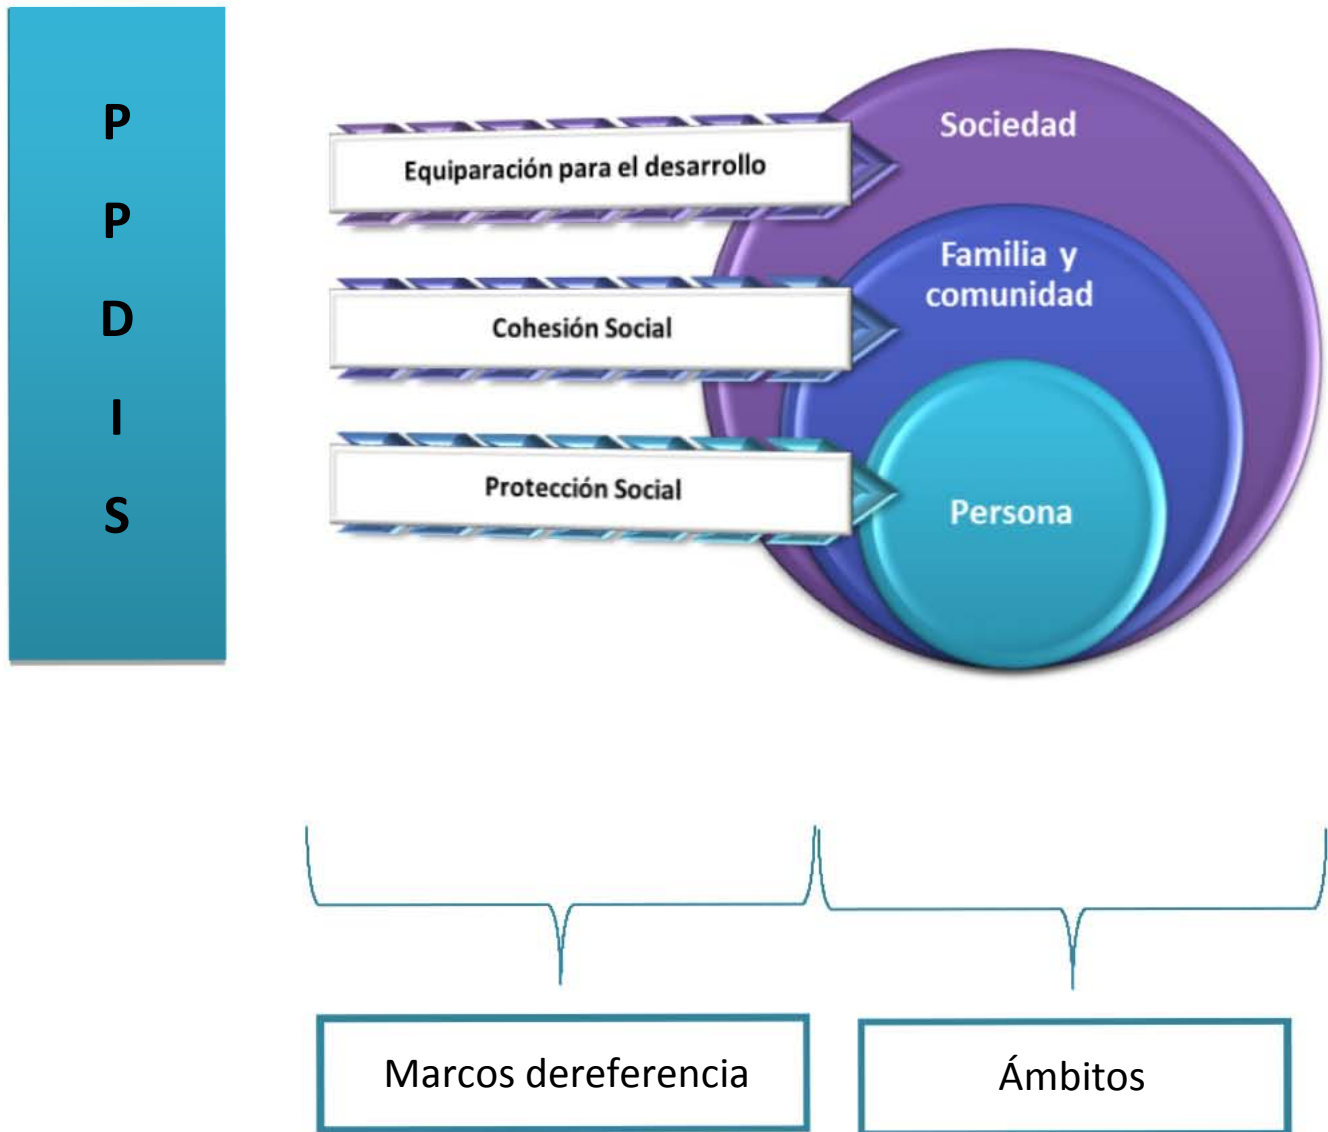 P
P
D
I
S
Equiparación para el desarrollo
Cohesión Social
Protección Social
Sociedad
Familia y
comunidad
Persona
Marcos dereferencia
Ámbitos